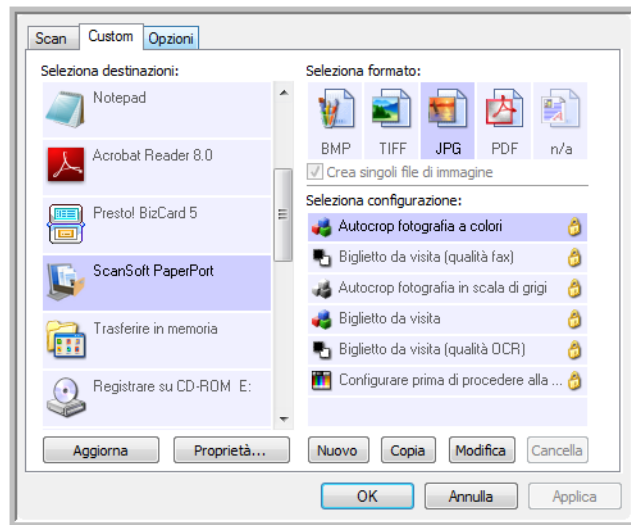 Scan Custom Opzioni
Seleziona destinazioni:
Notepad
Acrobat Reader 8.0
Presto! BizCard 5
ScanSoft PaperPort
Trasferire in memoria
Registrare su CD-ROM E:
Aggiorna Proprietà...
Seleziona formato:
BMP TIFF JPG PDF n/a
Crea singoli file di immagine
Seleziona configurazione:
Autocrop fotografia a colori
Biglietto da visita (qualità fax)
Autocrop fotografia in scala di grigi
Biglietto da visita
Biglietto da visita (qualità OCR)
Configurare prima di procedere alla ...
Nuovo Copia Modifica Cancella
OK Annulla Applica